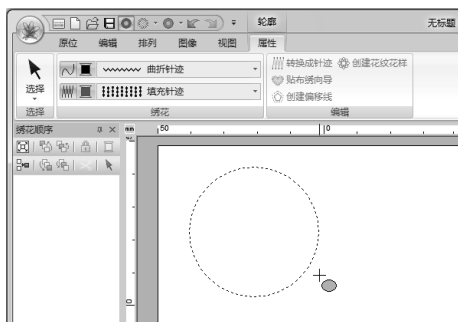 轮廓
无标题
原位 编辑 排列 图像 视图 属性
选择
选择
曲折针迹
填充针迹
绣花
转换成针迹 创建花纹花样
贴布绣向导
创建偏移线
编辑
绣花顺序
mm
50
0
0